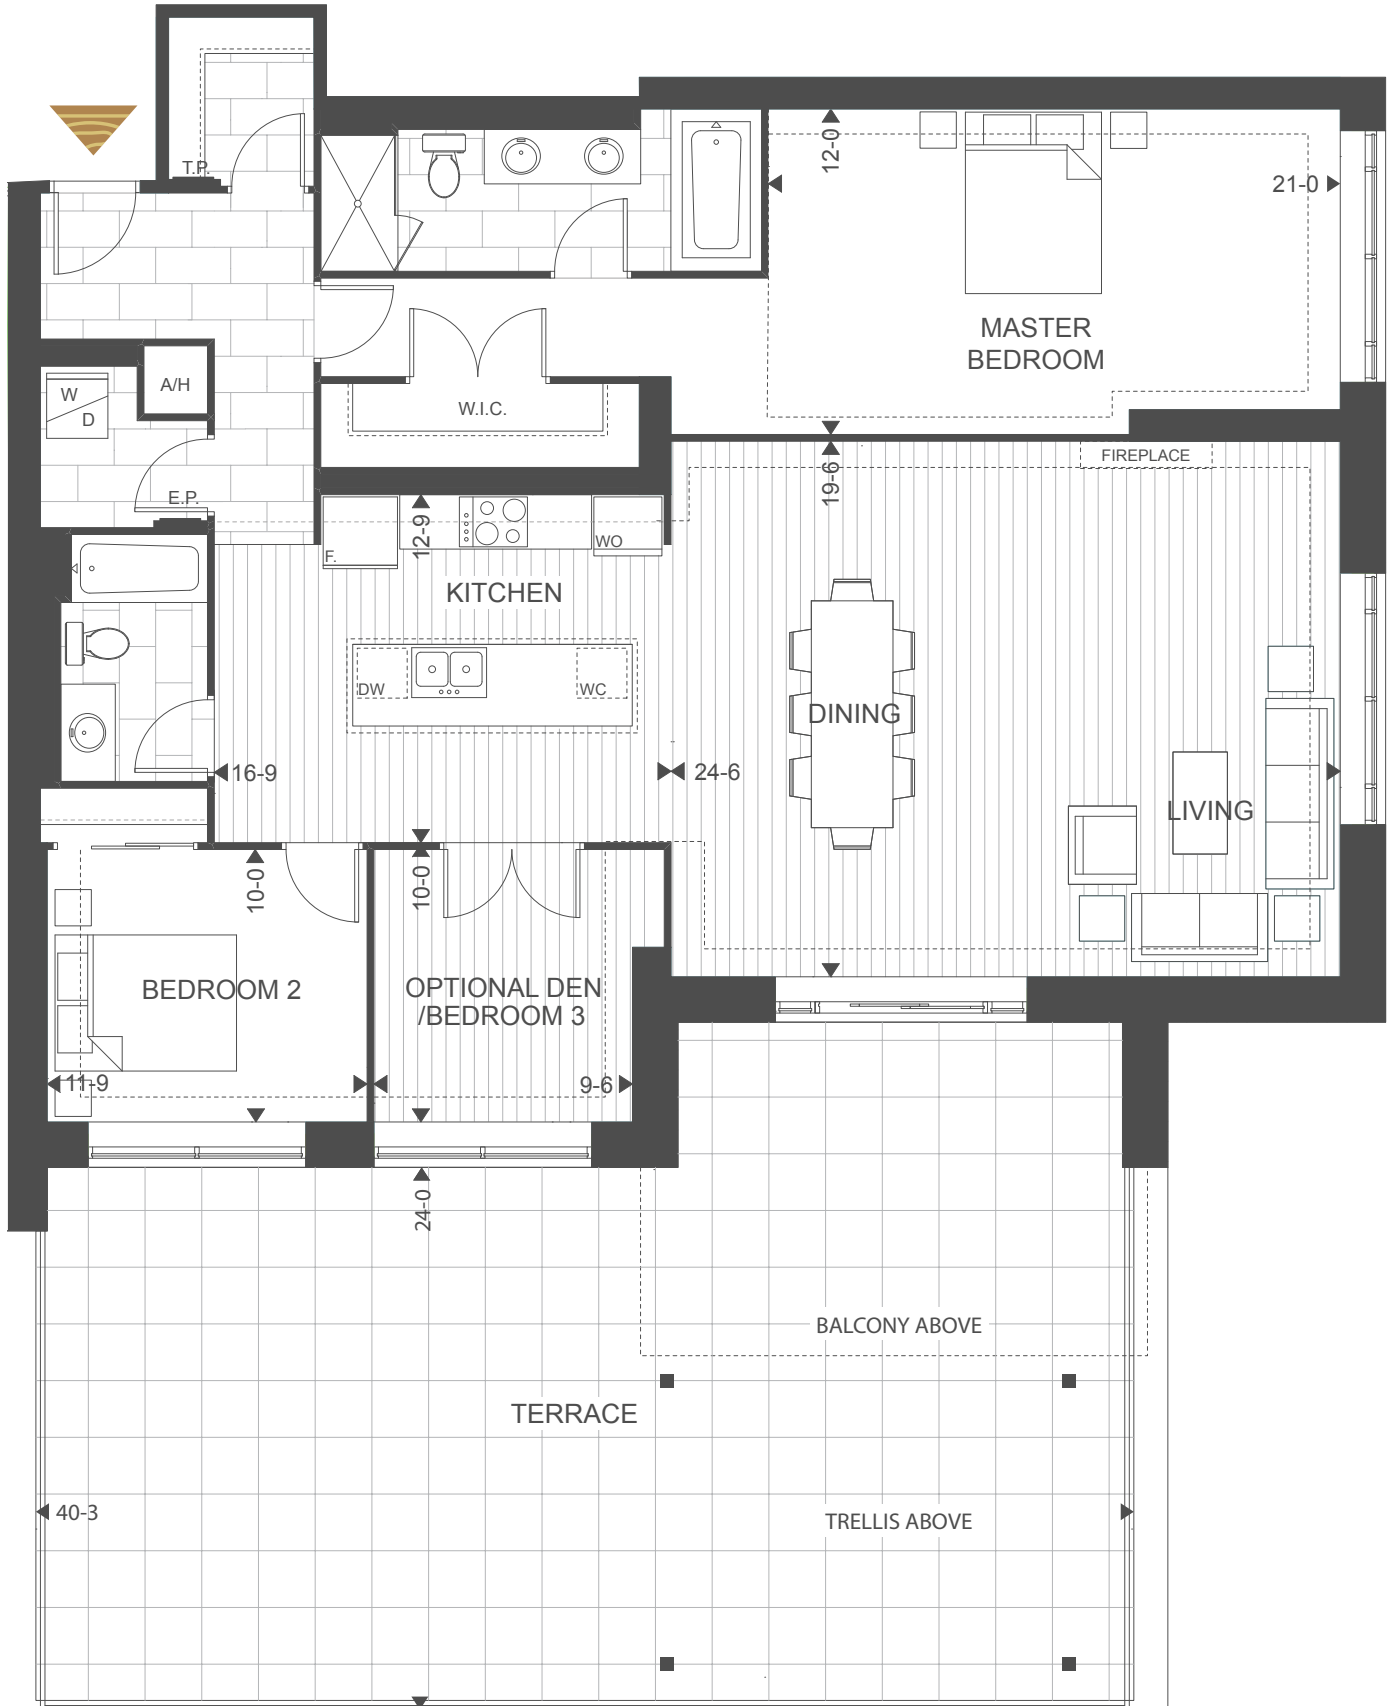 T.P.
12-0
21-0
MASTER
BEDROOM
A/H
W
D
W.I.C.
FIREPLACE
19-6
E.P.
12-9
F.
WO
KITCHEN
DW
WC
DINING
16-9
24-6
LIVING
10-0
10-0
BEDROOM 2
OPTIONAL DEN
/BEDROOM 3
11-9
9-6
24-0
BALCONY ABOVE
TERRACE
40-3
TRELLIS ABOVE